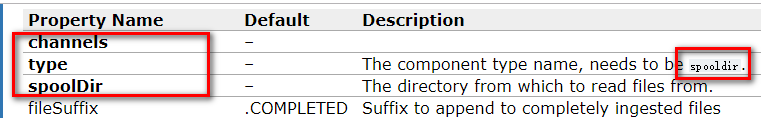 Property Name Default Description
channels –
type – The component type name, needs to be spooldir.
spoolDir – The directory from which to read files from.
fileSuffix .COMPLETED Suffix to append to completely ingested files